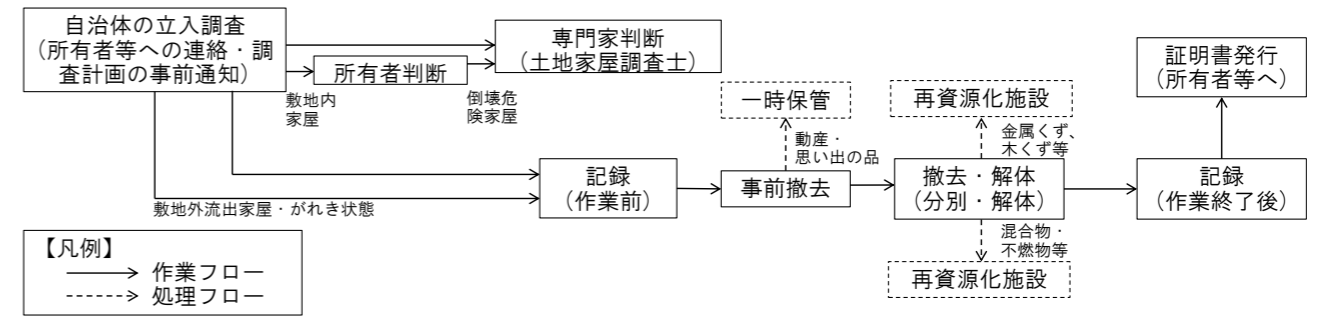 自治体の立入調査
（所有者等への連絡・調
査計画の事前通知）
所有者判断
敷地内
家屋
倒壊危
険家屋
専門家判断
（土地家屋調査士）
敷地外流出家屋・がれき状態
記録
（作業前）
一時保管
動産・
思い出の品
事前撤去
再資源化施設
金属くず、
木くず等
撤去・解体
（分別・解体）
混合物・
不燃物等
再資源化施設
証明書発行
（所有者等へ）
記録
（作業終了後）
【凡例】
作業フロー
処理フロー